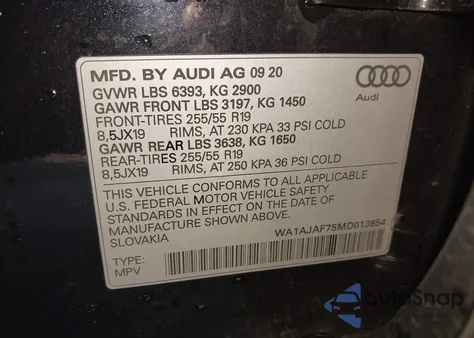 MFD. BY AUDI AG 09 20
GVWR LBS 6393, KG 2900
GAWR FRONT LBS 3197, KG 1450
FRONT-TIRES 255/55 R19
8,5JX19 RIMS, AT 230 KPA 33 PSI COLD
GAWR REAR LBS 3638, KG 1650
REAR-TIRES 255/55 R19
8,5JX19 RIMS, AT 250 KPA 36 PSI COLD
Audi
THIS VEHICLE CONFORMS TO ALL APPLICABLE
U.S. FEDERAL MOTOR VEHICLE SAFETY
STANDARDS IN EFFECT ON THE DATE OF
MANUFACTURE SHOWN ABOVE.
SLOVAKIA WA1AJAF75MD013654
TYPE:
MPV
AutoSnap